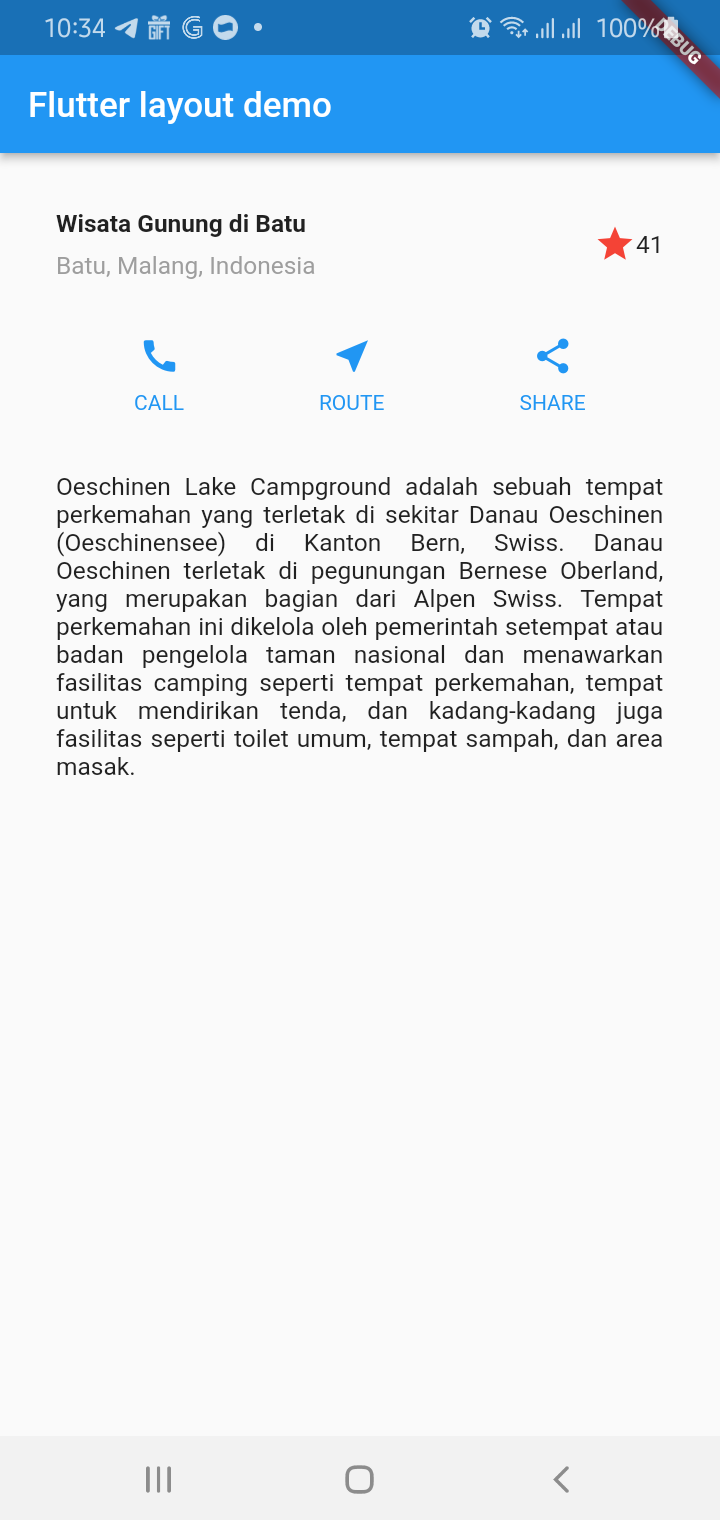 10:34 GIFT G 100%
DEBUG
Flutter layout demo
Wisata Gunung di Batu
Batu, Malang, Indonesia
41
CALL ROUTE SHARE
Oeschinen Lake Campground adalah sebuah tempat
perkemahan yang terletak di sekitar Danau Oeschinen
(Oeschinensee) di Kanton Bern, Swiss. Danau
Oeschinen terletak di pegunungan Bernese Oberland,
yang merupakan bagian dari Alpen Swiss. Tempat
perkemahan ini dikelola oleh pemerintah setempat atau
badan pengelola taman nasional dan menawarkan
fasilitas camping seperti tempat perkemahan, tempat
untuk mendirikan tenda, dan kadang-kadang juga
fasilitas seperti toilet umum, tempat sampah, dan area
masak.